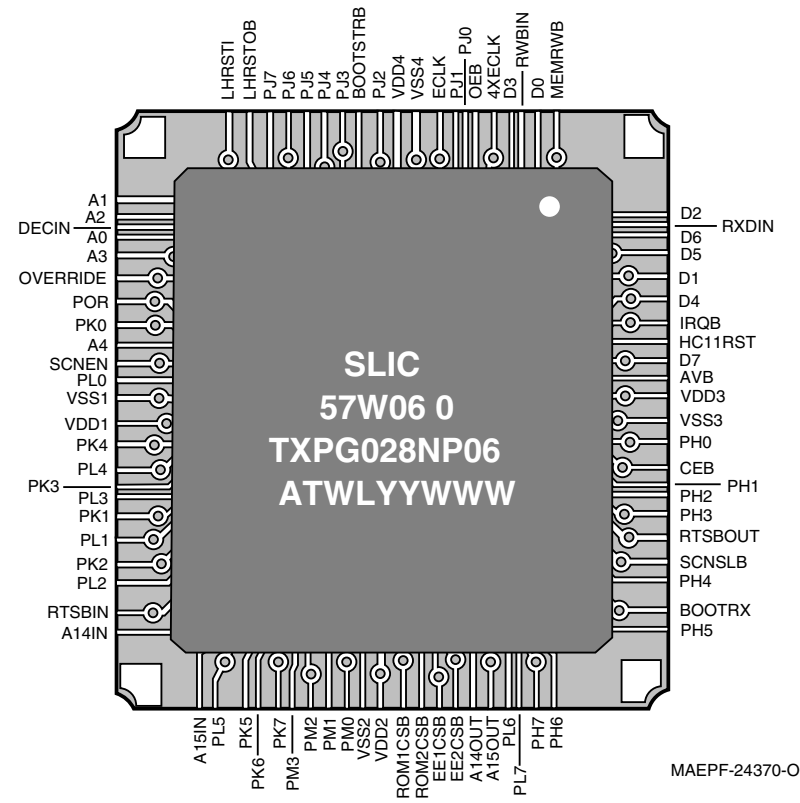 LHRSTI
LHRSTOB
PJ7
PJ6
PJ5
PJ4
PJ3
BOOTSTRB
PJ2
VDD4
VSS4
ECLK
PJ1
PJ0
OEB
4XECLK
D3
RWBIN
D0
MEMRWB
A1
A2
DECIN
A0
A3
OVERRIDE
POR
PK0
A4
SCNEN
PL0
VSS1
VDD1
PK4
PL4
PK3
PL3
PK1
PL1
PK2
PL2
RTSBIN
A14IN
SLIC
57W06 0
TXPG028NP06
ATWLYYWWW
D2
RXDIN
D6
D5
D1
D4
IRQB
HC11RST
D7
AVB
VDD3
VSS3
PH0
CEB
PH1
PH2
PH3
RTSBOUT
SCNSLB
PH4
BOOTRX
PH5
A15IN
PL5
PK5
PK6
PK7
PM3
PM2
PM1
PM0
VSS2
VDD2
ROM1CSB
ROM2CSB
EE1CSB
EE2CSB
A14OUT
A15OUT
PL6
PL7
PH7
PH6
MAEPF-24370-O